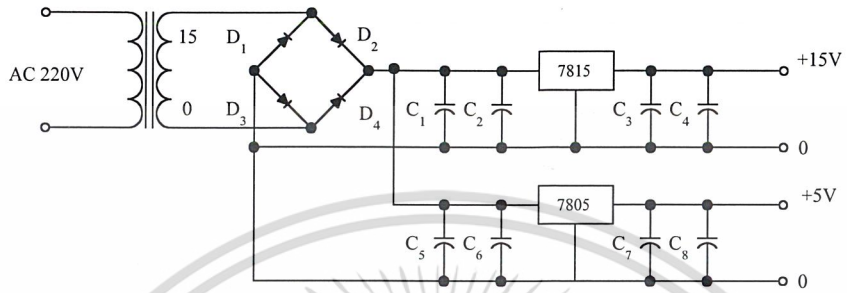 AC 220V
15
0
D1
D2
D3
D4
C1
C2
7815
C3
C4
+15V
0
C5
C6
7805
C7
C8
+5V
0